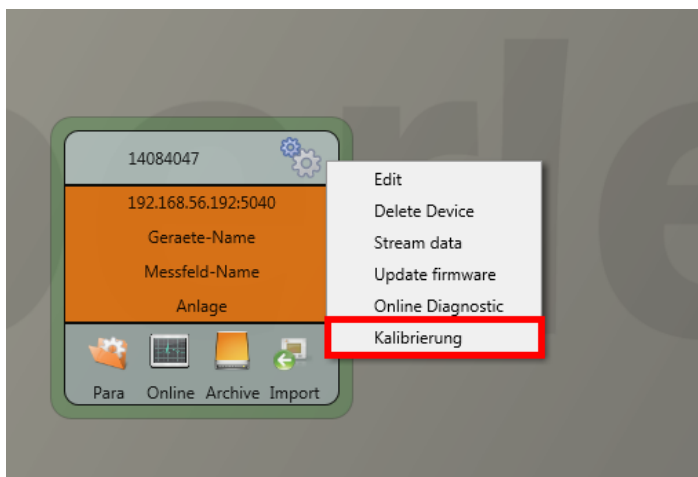 14084047
192.168.56.192:5040
Geraete-Name
Messfeld-Name
Anlage
Para Online Archive Import
Edit
Delete Device
Stream data
Update firmware
Online Diagnostic
Kalibrierung